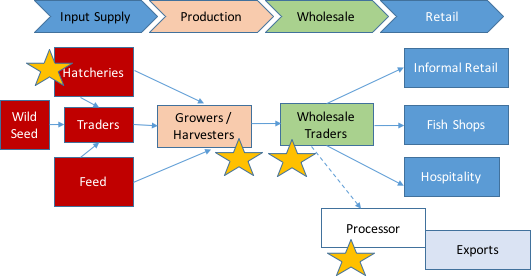 Input Supply
Production
Wholesale
Retail
Hatcheries
Informal Retail
Wild
Seed
Traders
Growers /
Harvesters
Wholesale
Traders
Fish Shops
Feed
Hospitality
Processor
Exports